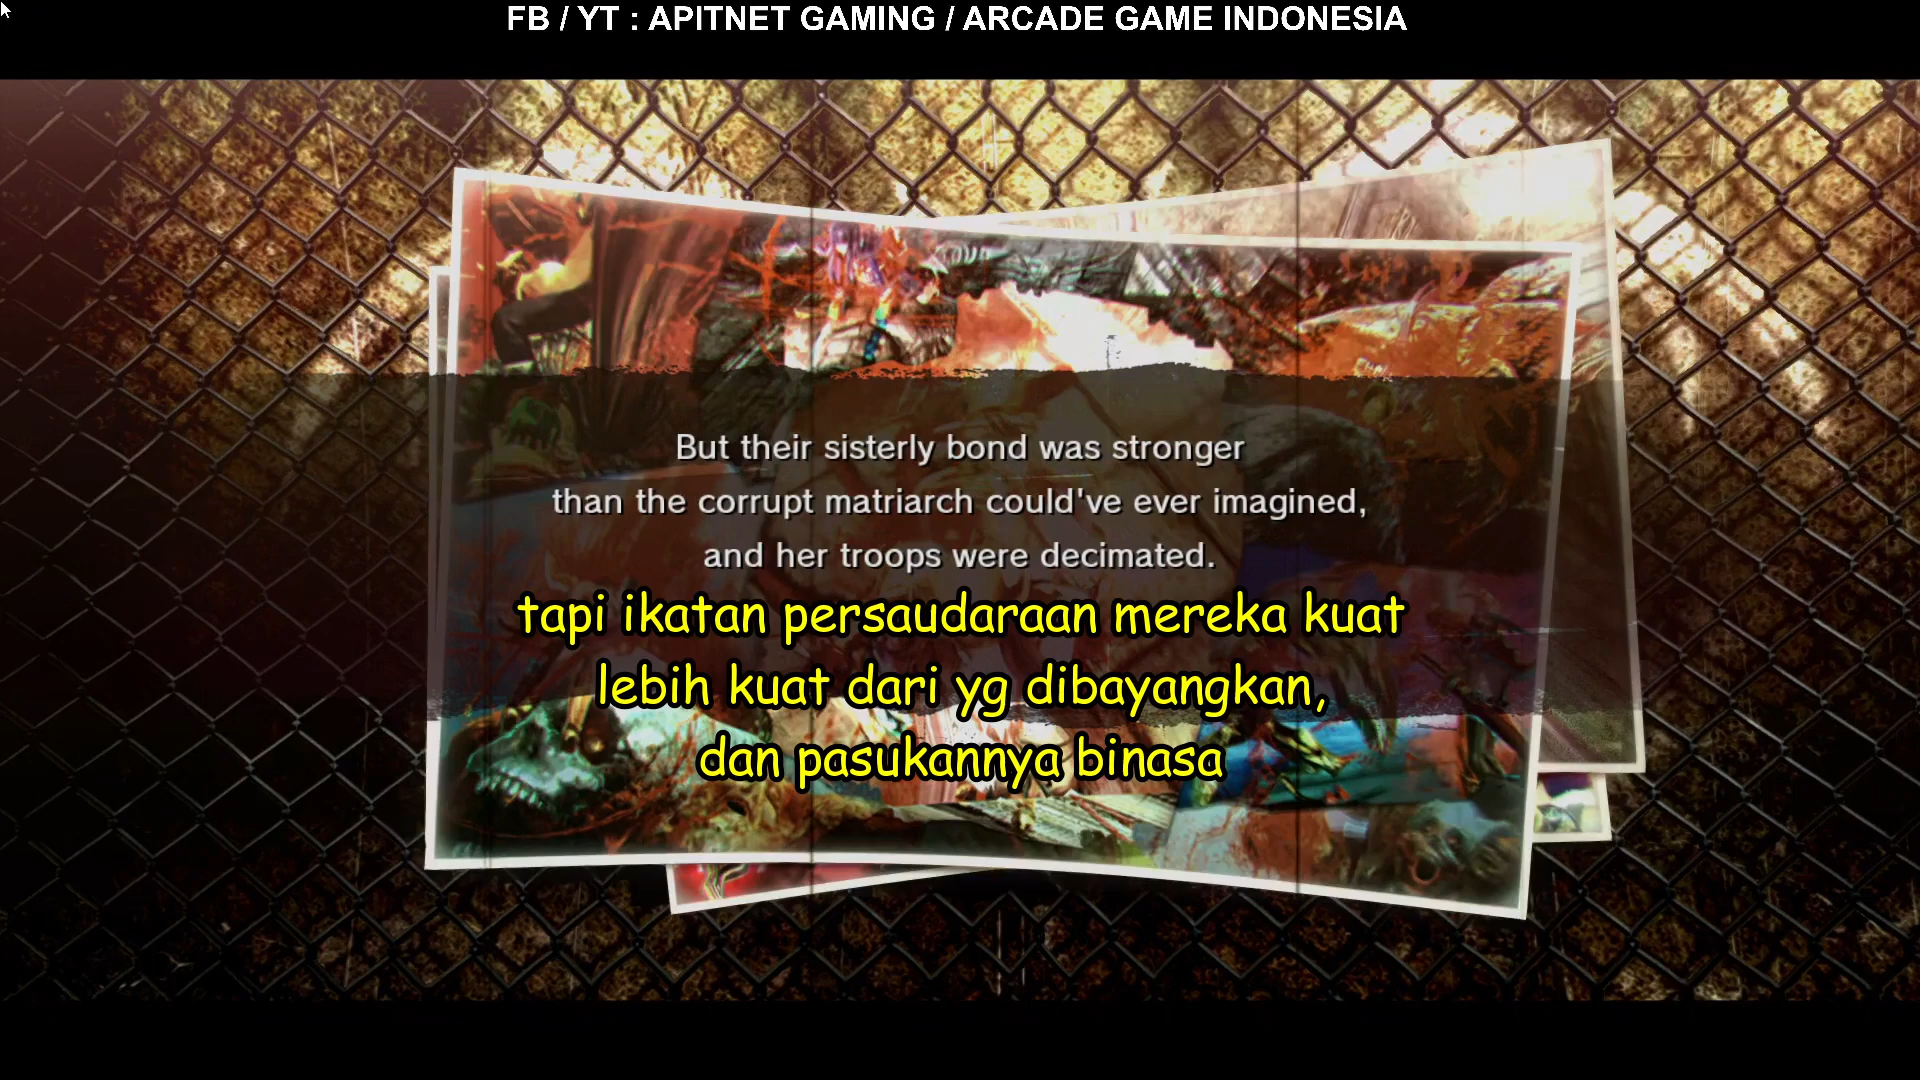 FB / YT : APITNET GAMING / ARCADE GAME INDONESIA
But their sisterly bond was stronger
than the corrupt matriarch could've ever imagined,
and her troops were decimated.
tapi ikatan persaudaraan mereka kuat
lebih kuat dari yg dibayangkan,
dan pasukannya binasa